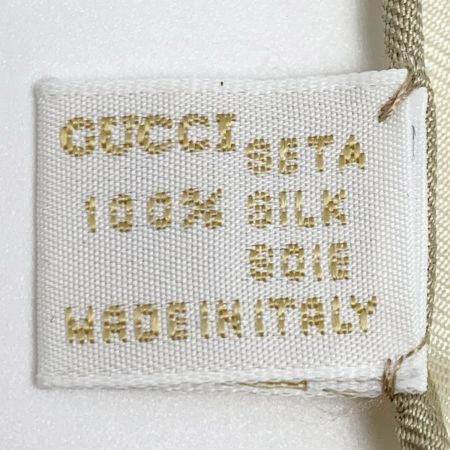 GUCCI SETA
100% SILK
SOIE
MADE IN ITALY